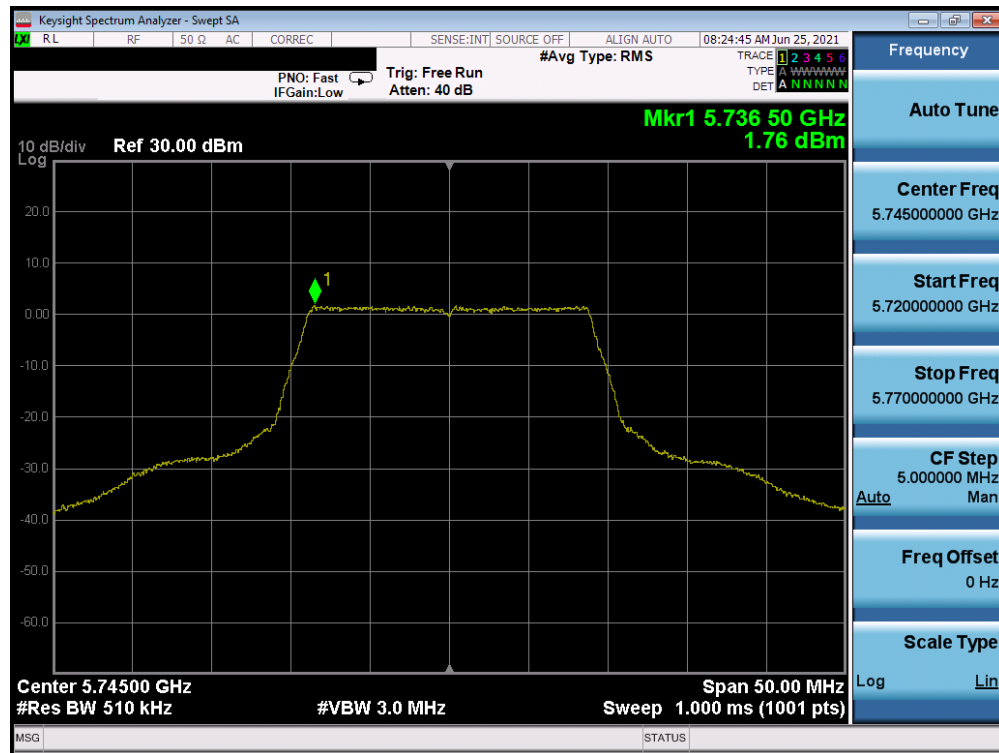 Keysight Spectrum Analyzer - Swept SA
LXI RL RF 50 Ω AC CORREC SENSE:INT SOURCE OFF ALIGN AUTO 08:24:45 AM Jun 25, 2021
#Avg Type: RMS
TRACE 1 2 3 4 5 6
PNO: Fast Trig: Free Run
TYPE A WWWWW
IFGain:Low Atten: 40 dB
DET A N N N N N
Mkr1 5.736 50 GHz
10 dB/div Ref 30.00 dBm 1.76 dBm
Log
20.0
10.0
1
0.00
-10.0
-20.0
-30.0
-40.0
-50.0
-60.0
Center 5.74500 GHz Span 50.00 MHz
#Res BW 510 kHz #VBW 3.0 MHz Sweep 1.000 ms (1001 pts)
MSG STATUS
Frequency
Auto Tune
Center Freq
5.745000000 GHz
Start Freq
5.720000000 GHz
Stop Freq
5.770000000 GHz
CF Step
5.000000 MHz
Auto Man
Freq Offset
0 Hz
Scale Type
Log Lin